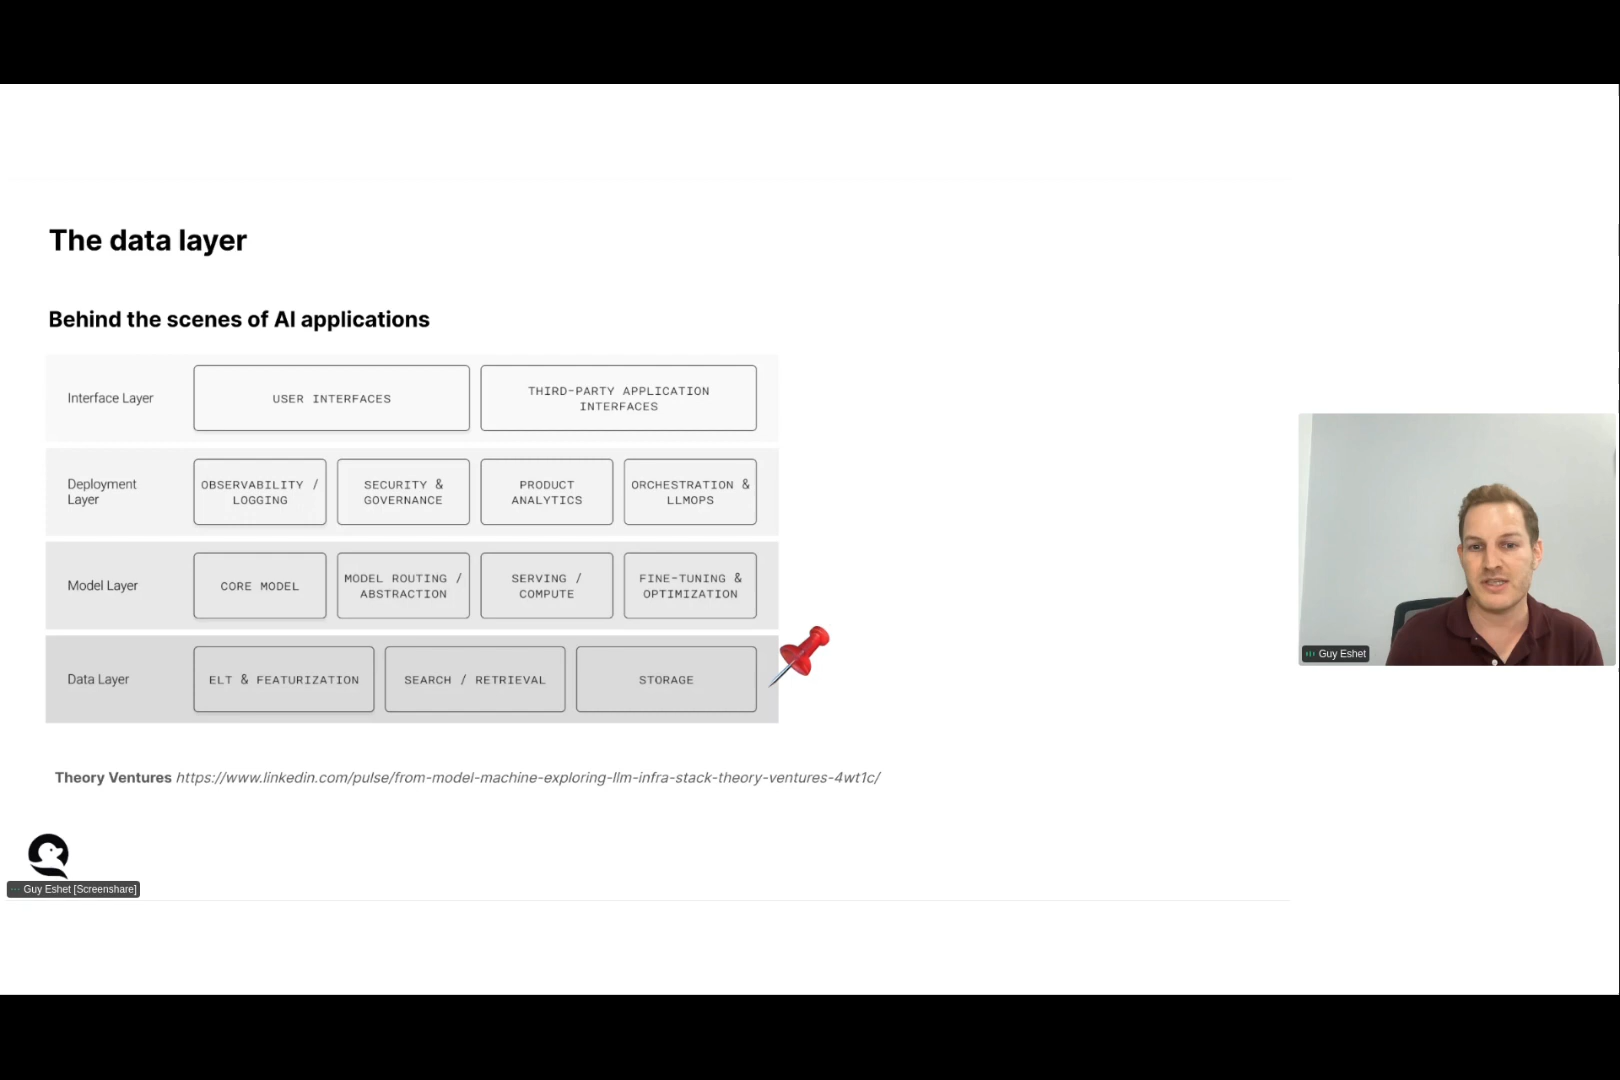 The data layer
Behind the scenes of AI applications
Interface Layer
USER INTERFACES
THIRD-PARTY APPLICATION
INTERFACES
Deployment
Layer
OBSERVABILITY /
LOGGING
SECURITY &
GOVERNANCE
PRODUCT
ANALYTICS
ORCHESTRATION &
LLMOPS
Model Layer
CORE MODEL
MODEL ROUTING /
ABSTRACTION
SERVING /
COMPUTE
FINE-TUNING &
OPTIMIZATION
Data Layer
ELT & FEATURIZATION
SEARCH / RETRIEVAL
STORAGE
Theory Ventures https://www.linkedin.com/pulse/from-model-machine-exploring-llm-infra-stack-theory-ventures-4wt1c/
Guy Eshet [Screenshare]
Guy Eshet